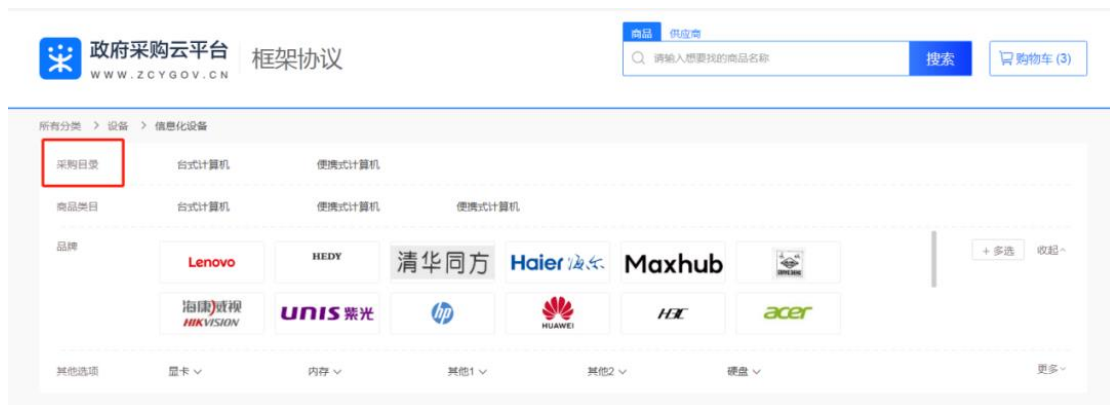 商品 供应商
政府采购云平台 框架协议
WWW.ZCYGOV.CN
请输入想要找的商品名称 搜索 购物车 (3)
所有分类 > 设备 > 信息化设备
采购目录 台式计算机 便携式计算机
商品类目 台式计算机 便携式计算机 便携式计算机
品牌 + 多选 收起
Lenovo HEDY 清华同方 Haier 海尔 Maxhub
海康威视 HIKVISION UNIS 紫光 hp HUAWEI H3C acer
其他选项 显卡 内存 其他1 其他2 硬盘 更多